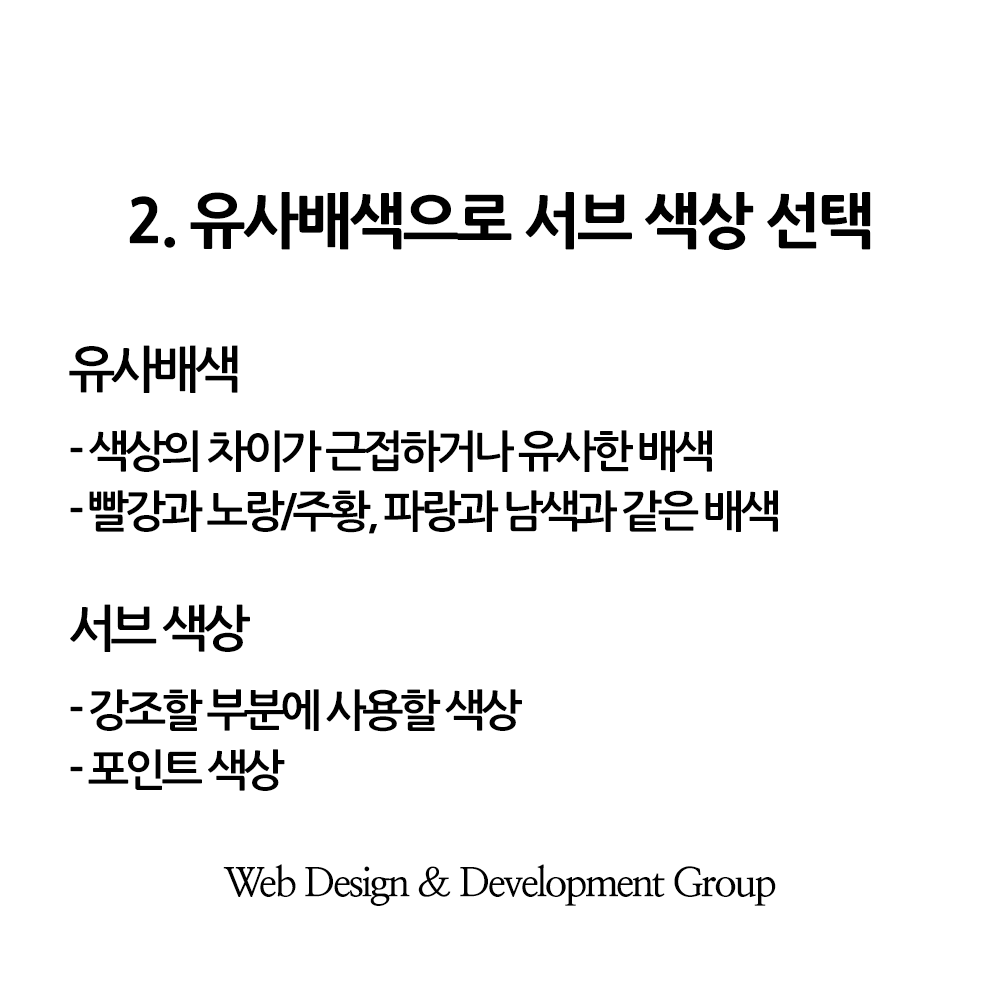 2. 유사배색으로 서브 색상 선택
유사배색
- 색상의 차이가 근접하거나 유사한 배색
- 빨강과 노랑/주황, 파랑과 남색과 같은 배색
서브 색상
- 강조할 부분에 사용할 색상
- 포인트 색상
Web Design & Development Group